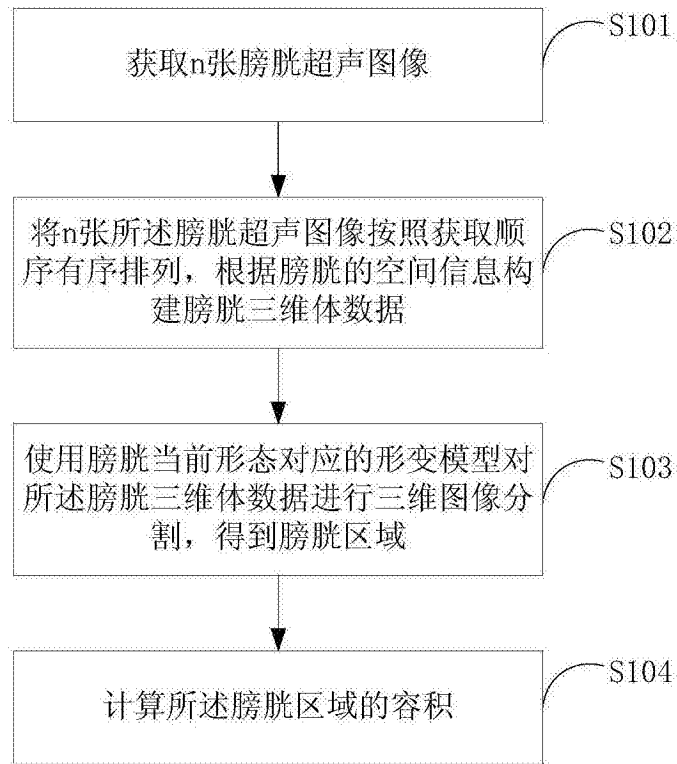 获取n张膀胱超声图像
S101
将n张所述膀胱超声图像按照获取顺
序有序排列，根据膀胱的空间信息构
建膀胱三维体数据
S102
使用膀胱当前形态对应的形变模型对
所述膀胱三维体数据进行三维图像分
割，得到膀胱区域
S103
计算所述膀胱区域的容积
S104